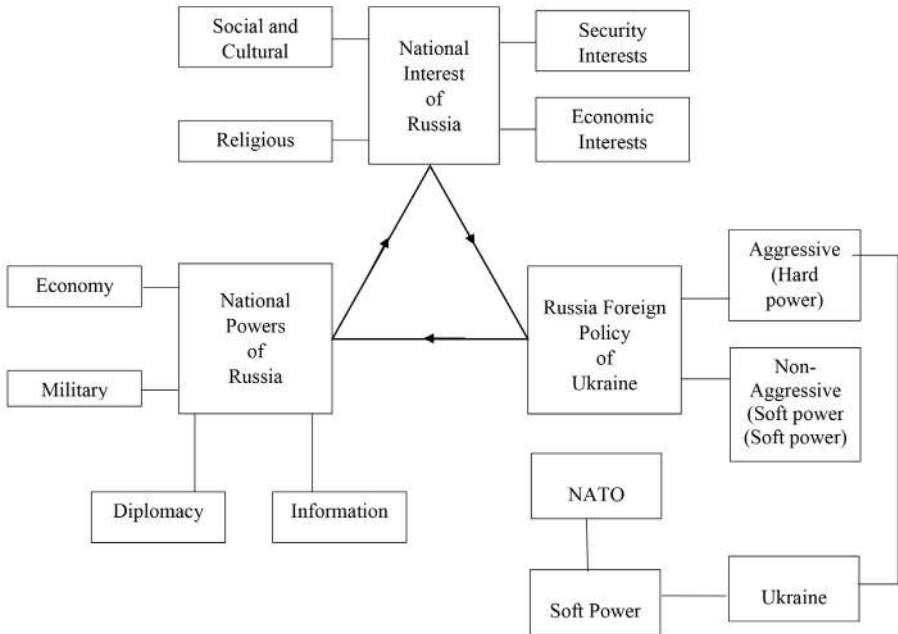 Social and
Cultural
National
Interest
of
Russia
Security
Interests
Religious
Economic
Interests
Economy
National
Powers
of
Russia
Military
Diplomacy
Information
Russia Foreign
Policy
of
Ukraine
Aggressive
(Hard
power)
Non-
Aggressive
(Soft power
(Soft power)
NATO
Soft Power
Ukraine